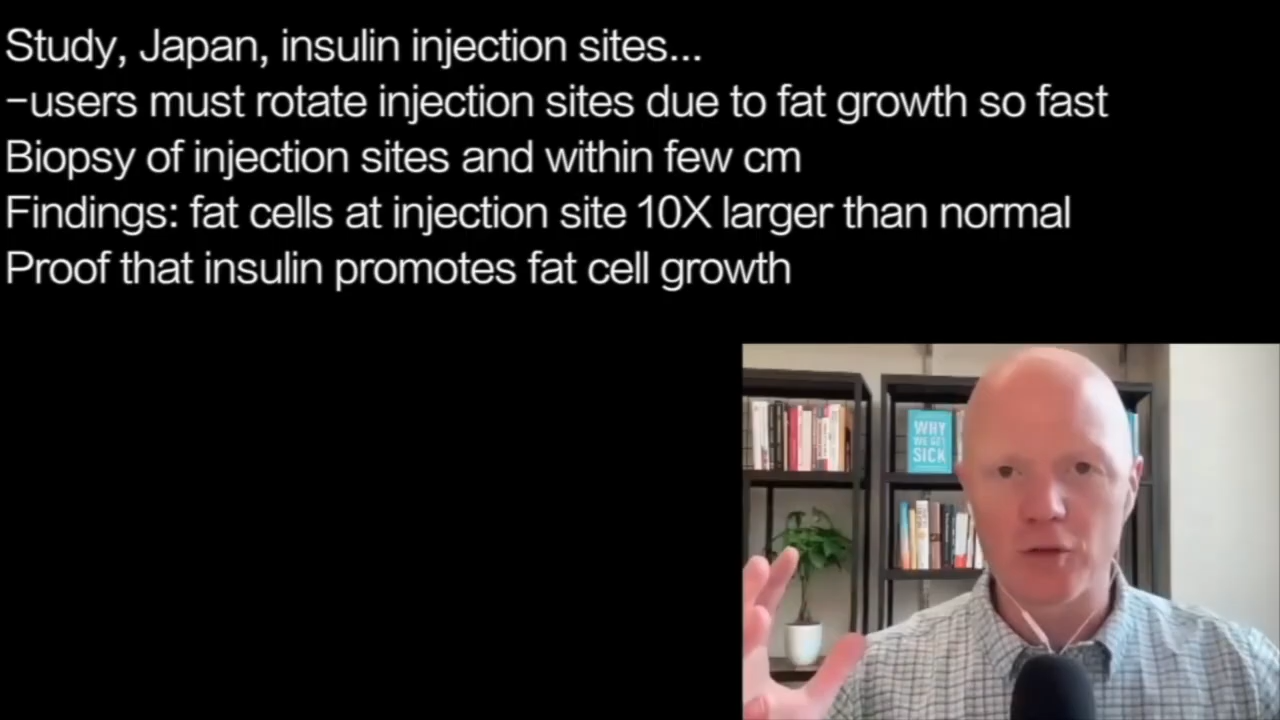 Study, Japan, insulin injection sites...
-users must rotate injection sites due to fat growth so fast
Biopsy of injection sites and within few cm
Findings: fat cells at injection site 10X larger than normal
Proof that insulin promotes fat cell growth
WHY
WE GET
SICK